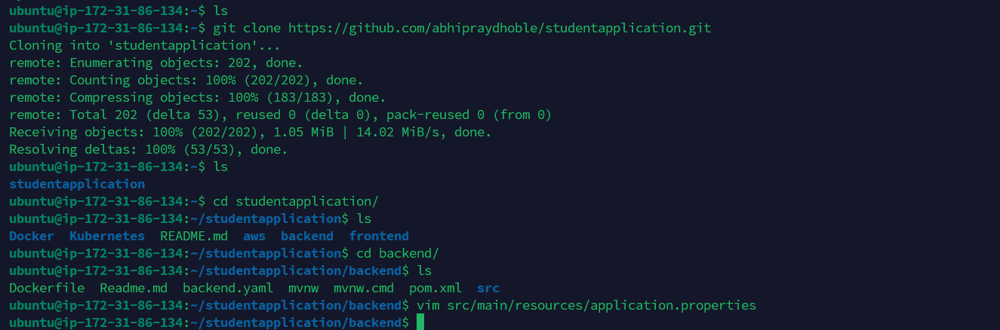 ubuntu@ip-172-31-86-134:~$ ls
ubuntu@ip-172-31-86-134:~$ git clone https://github.com/abhipraydhoble/studentapplication.git
Cloning into 'studentapplication'...
remote: Enumerating objects: 202, done.
remote: Counting objects: 100% (202/202), done.
remote: Compressing objects: 100% (183/183), done.
remote: Total 202 (delta 53), reused 0 (delta 0), pack-reused 0 (from 0)
Receiving objects: 100% (202/202), 1.05 MiB | 14.02 MiB/s, done.
Resolving deltas: 100% (53/53), done.
ubuntu@ip-172-31-86-134:~$ ls
studentapplication
ubuntu@ip-172-31-86-134:~$ cd studentapplication/
ubuntu@ip-172-31-86-134:~/studentapplication$ ls
Docker  Kubernetes  README.md  aws  backend  frontend
ubuntu@ip-172-31-86-134:~/studentapplication$ cd backend/
ubuntu@ip-172-31-86-134:~/studentapplication/backend$ ls
Dockerfile  Readme.md  backend.yaml  mvnw  mvnw.cmd  pom.xml  src
ubuntu@ip-172-31-86-134:~/studentapplication/backend$ vim src/main/resources/application.properties
ubuntu@ip-172-31-86-134:~/studentapplication/backend$